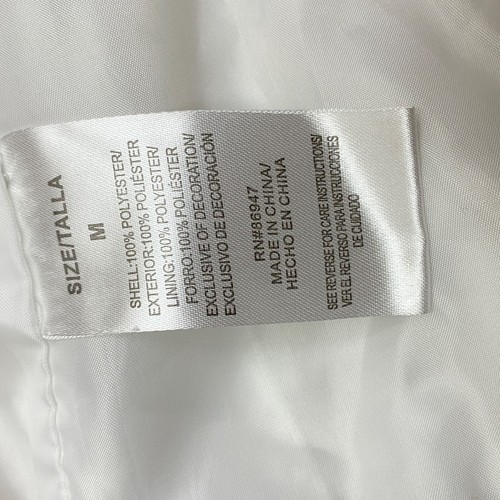 SIZE/TALLA
M
SHELL:100% POLYESTER/
EXTERIOR:100% POLIÉSTER
LINING:100% POLYESTER/
FORRO:100% POLIÉSTER
EXCLUSIVE OF DECORATION/
EXCLUSIVO DE DECORACIÓN
RN#86947
MADE IN CHINA/
HECHO EN CHINA
SEE REVERSE FOR CARE INSTRUCTIONS/
VER EL REVERSO PARA INSTRUCCIONES
DE CUIDADO